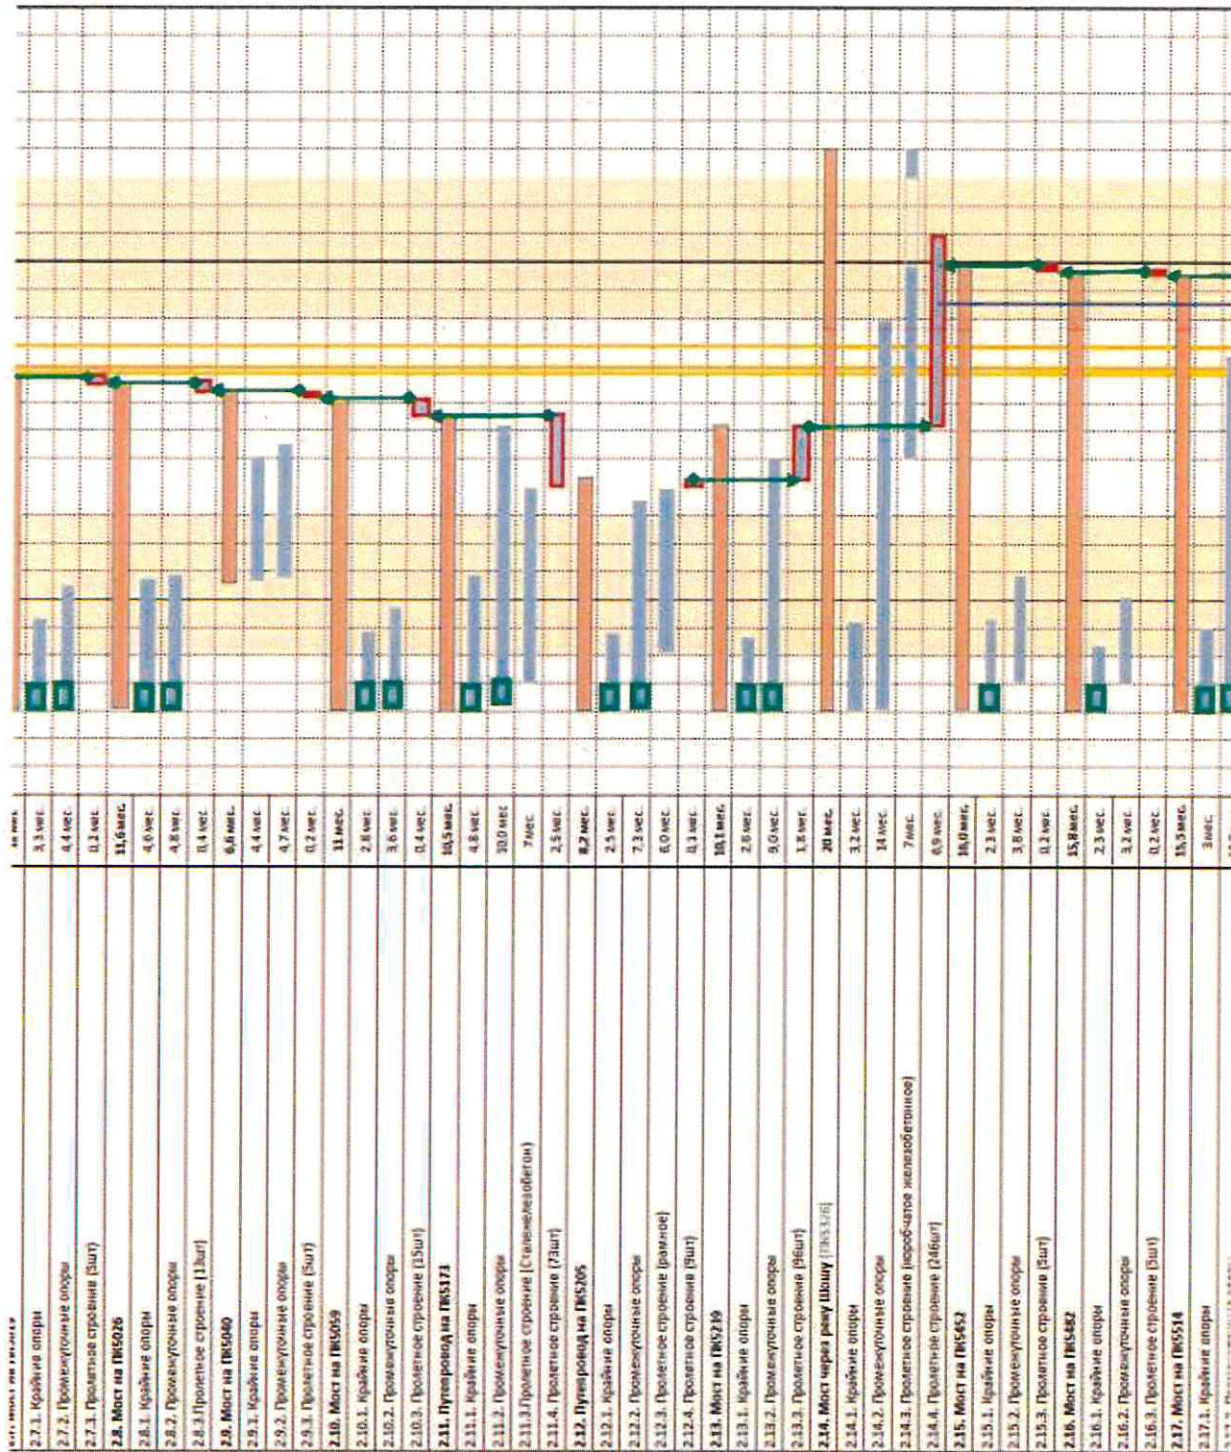 2.7.1. Крайние опоры 3,3 мес.
2.7.2. Промежуточные опоры 4,4 мес.
2.7.3. Пролетное строение (5шт) 0,2 мес.
2.8. Мост на ПК5026 11,6 мес.
2.8.1. Крайние опоры 4,6 мес.
2.8.2. Промежуточные опоры 4,8 мес.
2.8.3.Пролетное строение (13шт) 0,4 мес.
2.9. Мост на ПК5040 6,6 мес.
2.9.1. Крайние опоры 4,4 мес.
2.9.2. Промежуточные опоры 4,7 мес.
2.9.3. Пролетное строение (5шт) 0,2 мес.
2.10. Мост на ПК5059 11 мес.
2.10.1. Крайние опоры 2,8 мес.
2.10.2. Промежуточные опоры 3,6 мес.
2.10.3. Пролетное строение (15шт) 0,4 мес.
2.11. Путепровод на ПК5173 10,5 мес.
2.11.1. Крайние опоры 4,8 мес.
2.11.2. Промежуточные опоры 10,0 мес
2.11.3.Пролетное строение (Сталежелезобетон) 7 мес.
2.11.4. Пролетное строение (73шт) 2,5 мес.
2.12. Путепровод на ПК5205 8,2 мес.
2.12.1. Крайние опоры 2,5 мес.
2.12.2. Промежуточные опоры 7,3 мес.
2.12.3. Пролетное строение (рамное) 6,0 мес.
2.12.4. Пролетное строение (9шт) 0,3 мес.
2.13. Мост на ПК5239 10,1 мес.
2.13.1. Крайние опоры 2,6 мес.
2.13.2. Промежуточные опоры 9,0 мес.
2.13.3. Пролетное строение (96шт) 1,8 мес.
2.14. Мост через реку Шошу (ПК5326) 20 мес.
2.14.1. Крайние опоры 3,2 мес.
2.14.2. Промежуточные опоры 14 мес.
2.14.3. Пролетное строение (коробчатое железобетонное) 7 мес.
2.14.4. Пролетное строение (246шт) 6,9 мес.
2.15. Мост на ПК5452 16,0 мес.
2.15.1. Крайние опоры 2,3 мес.
2.15.2. Промежуточные опоры 3,8 мес.
2.15.3. Пролетное строение (5шт) 0,2 мес.
2.16. Мост на ПК5482 15,8 мес.
2.16.1. Крайние опоры 2,3 мес.
2.16.2. Промежуточные опоры 3,2 мес.
2.16.3. Пролетное строение (5шт) 0,2 мес.
2.17. Мост на ПК5514 15,5 мес.
2.17.1. Крайние опоры 3 мес.